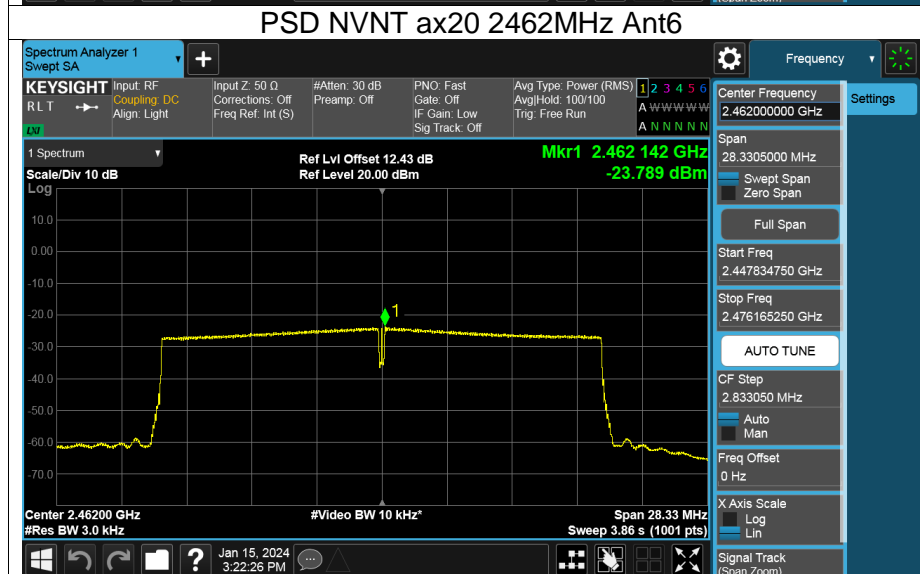 (Span Zoom)
PSD NVNT ax20 2462MHz Ant6
Spectrum Analyzer 1
Swept SA
+
Frequency
KEYSIGHT
R L T
LXI
Input: RF
Coupling: DC
Align: Light
Input Z: 50 Ω
Corrections: Off
Freq Ref: Int (S)
#Atten: 30 dB
Preamp: Off
PNO: Fast
Gate: Off
IF Gain: Low
Sig Track: Off
Avg Type: Power (RMS)
Avg|Hold: 100/100
Trig: Free Run
1 2 3 4 5 6
A W W W W W
A N N N N N
1 Spectrum
Scale/Div 10 dB
Ref Lvl Offset 12.43 dB
Ref Level 20.00 dBm
Mkr1 2.462 142 GHz
-23.789 dBm
Log
10.0
0.00
-10.0
-20.0
-30.0
-40.0
-50.0
-60.0
-70.0
1
Center 2.46200 GHz
#Res BW 3.0 kHz
#Video BW 10 kHz*
Span 28.33 MHz
Sweep 3.86 s (1001 pts)
Center Frequency
2.462000000 GHz
Span
28.3305000 MHz
Swept Span
Zero Span
Full Span
Start Freq
2.447834750 GHz
Stop Freq
2.476165250 GHz
AUTO TUNE
CF Step
2.833050 MHz
Auto
Man
Freq Offset
0 Hz
X Axis Scale
Log
Lin
Signal Track
(Span Zoom)
Settings
?
Jan 15, 2024
3:22:26 PM